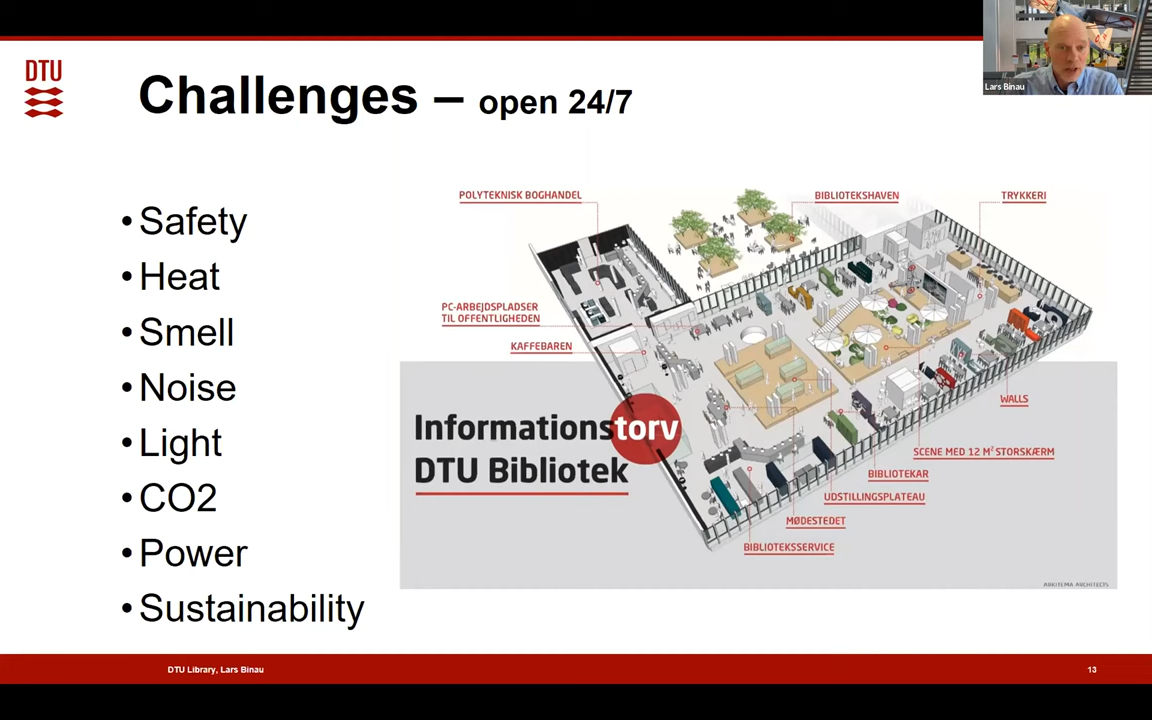 DTU
Challenges – open 24/7
Lars Binau
• Safety
• Heat
• Smell
• Noise
• Light
• CO2
• Power
• Sustainability
POLYTEKNISK BOGHANDEL
BIBLIOTEKSHAVEN
TRYKKERI
PC-ARBEJDSPLADSER
TIL OFFENTLIGHEDEN
KAFFEBAREN
WALLS
Informationstorv
DTU Bibliotek
SCENE MED 12 M² STORSKÆRM
BIBLIOTEKAR
UDSTILLINGSPLATEAU
MØDESTEDET
BIBLIOTEKSSERVICE
ARKITEMA ARCHITECTS
DTU Library, Lars Binau
13